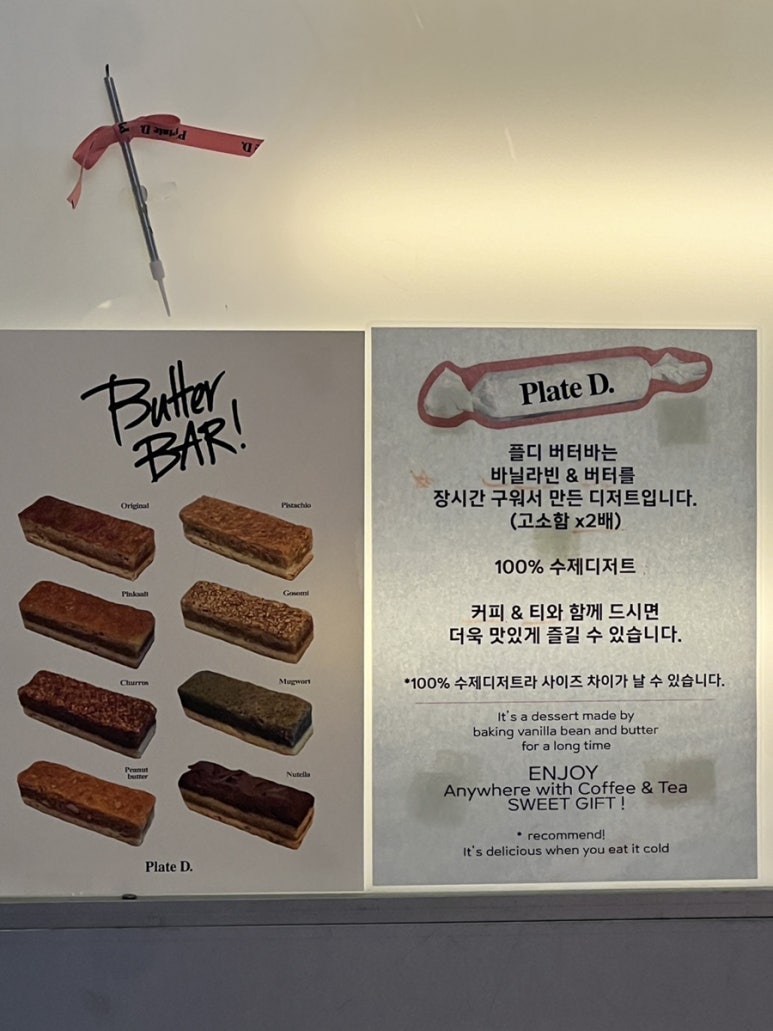 Plate D.
D.
Butter
BAR!
Original
Pistachio
Pinksalt
Gosomi
Churros
Mugwort
Peanut
butter
Nutella
Plate D.
Plate D.
플디 버터바는
바닐라빈 & 버터를
장시간 구워서 만든 디저트입니다.
(고소함 x2배)
100% 수제디저트
커피 & 티와 함께 드시면
더욱 맛있게 즐길 수 있습니다.
*100% 수제디저트라 사이즈 차이가 날 수 있습니다.
It's a dessert made by
baking vanilla bean and butter
for a long time
ENJOY
Anywhere with Coffee & Tea
SWEET GIFT !
* recommend!
It's delicious when you eat it cold